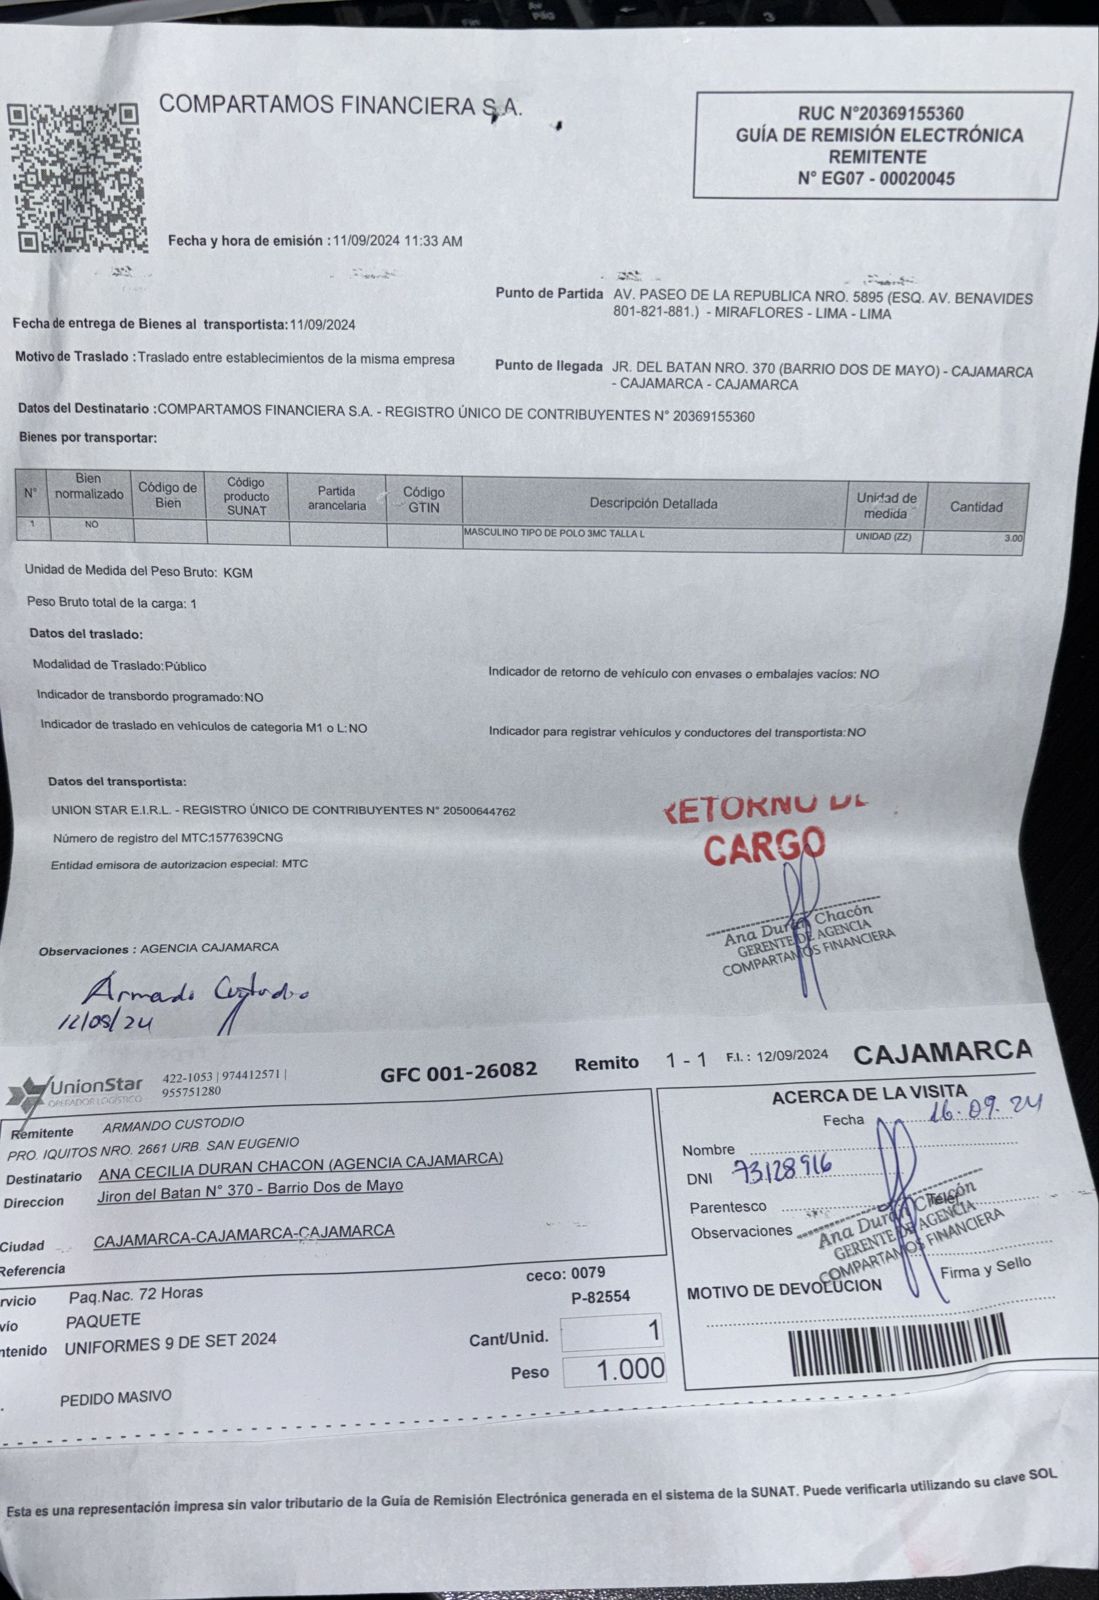 COMPARTAMOS FINANCIERA S.A.
RUC N°20369155360
GUÍA DE REMISIÓN ELECTRÓNICA
REMITENTE
N° EG07 - 00020045
Fecha y hora de emisión :11/09/2024 11:33 AM
Punto de Partida AV. PASEO DE LA REPUBLICA NRO. 5895 (ESQ. AV. BENAVIDES
801-821-881.) - MIRAFLORES - LIMA - LIMA
Fecha de entrega de Bienes al transportista:11/09/2024
Motivo de Traslado :Traslado entre establecimientos de la misma empresa
Punto de llegada JR. DEL BATAN NRO. 370 (BARRIO DOS DE MAYO) - CAJAMARCA
- CAJAMARCA - CAJAMARCA
Datos del Destinatario :COMPARTAMOS FINANCIERA S.A. - REGISTRO ÚNICO DE CONTRIBUYENTES N° 20369155360
Bienes por transportar:
N° Bien normalizado Código de Bien Código producto SUNAT Partida arancelaria Código GTIN Descripción Detallada Unidad de medida Cantidad
1 NO MASCULINO TIPO DE POLO 3MC TALLA L UNIDAD (ZZ) 3.00
Unidad de Medida del Peso Bruto: KGM
Peso Bruto total de la carga: 1
Datos del traslado:
Modalidad de Traslado:Público
Indicador de retorno de vehículo con envases o embalajes vacíos: NO
Indicador de transbordo programado:NO
Indicador de traslado en vehículos de categoria M1 o L:NO
Indicador para registrar vehículos y conductores del transportista:NO
Datos del transportista:
UNION STAR E.I.R.L. - REGISTRO ÚNICO DE CONTRIBUYENTES N° 20500644762
Número de registro del MTC:1577639CNG
Entidad emisora de autorizacion especial: MTC
RETORNO DE
CARGO
Ana Durán Chacón
GERENTE DE AGENCIA
COMPARTAMOS FINANCIERA
Observaciones : AGENCIA CAJAMARCA
Armando Custodio
12/09/24
UnionStar
OPERADOR LOGÍSTICO
422-1053 | 974412571 |
955751280
GFC 001-26082
Remito 1 - 1 F.I. : 12/09/2024 CAJAMARCA
Remitente ARMANDO CUSTODIO
PRO. IQUITOS NRO. 2661 URB. SAN EUGENIO
Destinatario ANA CECILIA DURAN CHACON (AGENCIA CAJAMARCA)
Direccion Jiron del Batan N° 370 - Barrio Dos de Mayo
Ciudad CAJAMARCA-CAJAMARCA-CAJAMARCA
Referencia
rvicio Paq.Nac. 72 Horas
vío PAQUETE
ntenido UNIFORMES 9 DE SET 2024
PEDIDO MASIVO
ceco: 0079
P-82554
Cant/Unid. 1
Peso 1.000
ACERCA DE LA VISITA
Fecha 16.09.24
Nombre
DNI 73128916
Parentesco Telef
Observaciones
Ana Durán Chacón
GERENTE DE AGENCIA
COMPARTAMOS FINANCIERA
MOTIVO DE DEVOLUCION
Firma y Sello
Esta es una representación impresa sin valor tributario de la Guía de Remisión Electrónica generada en el sistema de la SUNAT. Puede verificarla utilizando su clave SOL